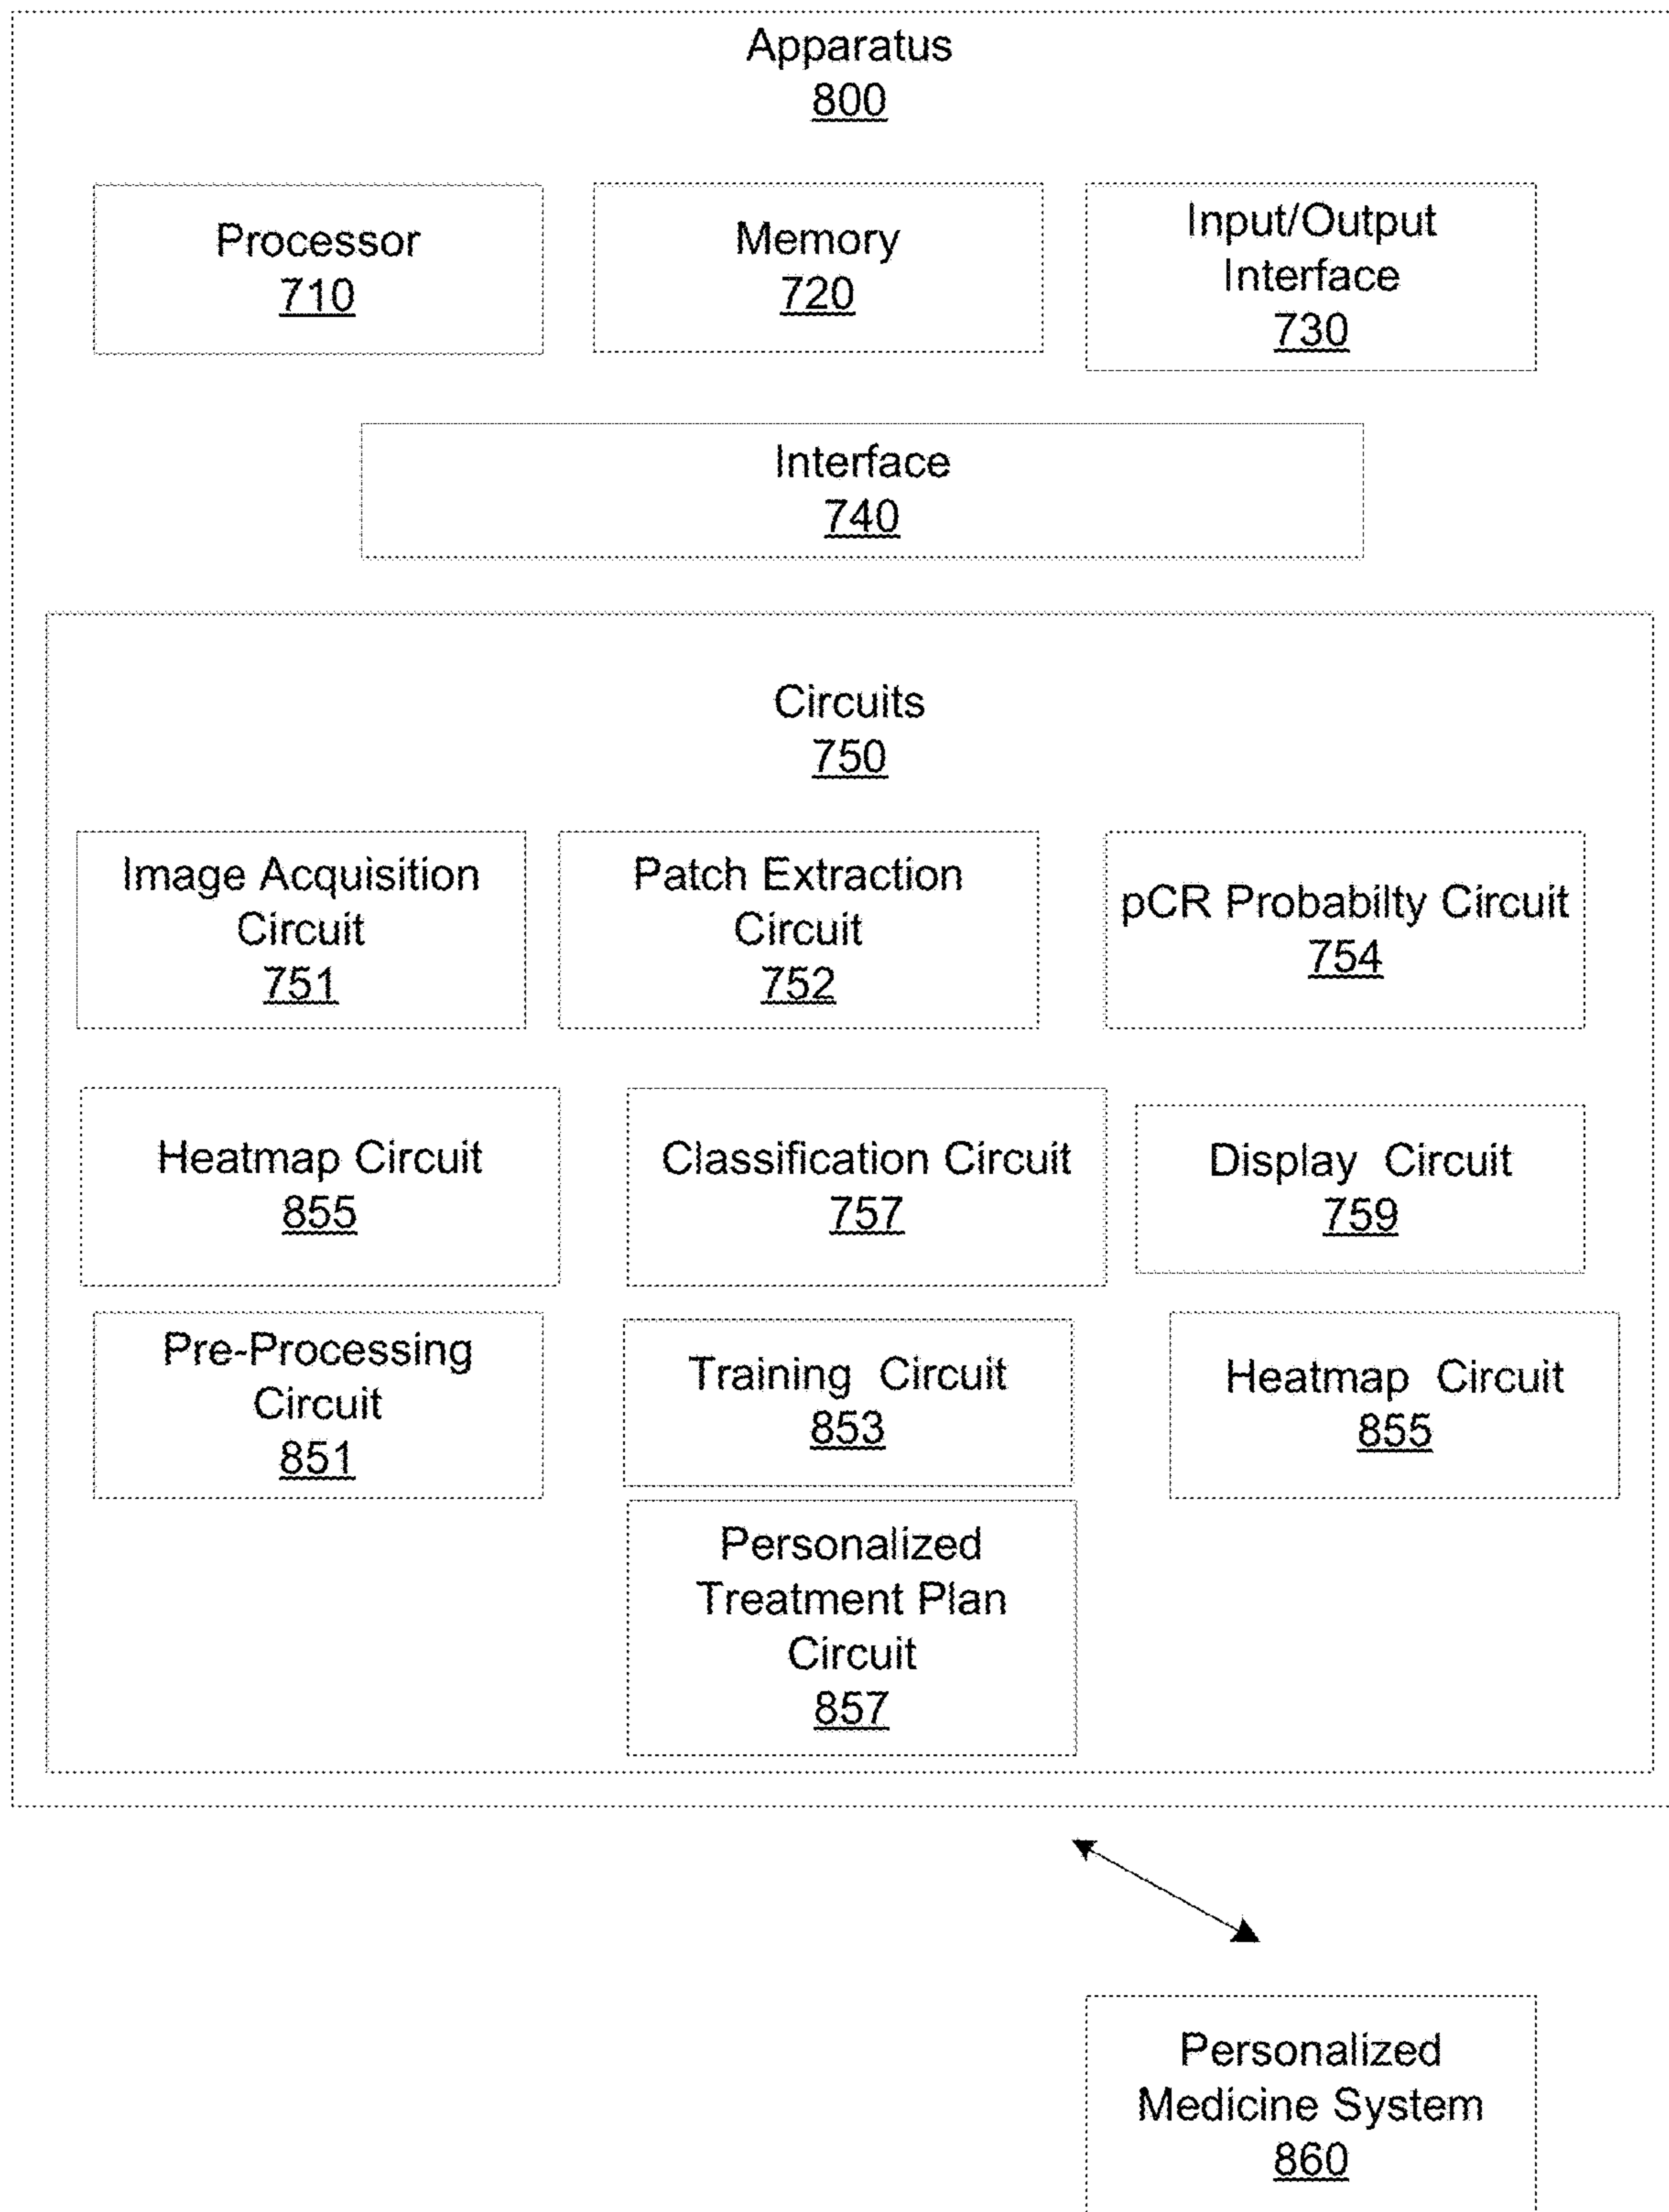 Apparatus
800
Processor
710
Memory
720
Input/Output
Interface
730
Interface
740
Circuits
750
Image Acquisition
Circuit
751
Patch Extraction
Circuit
752
pCR Probabilty Circuit
754
Heatmap Circuit
855
Classification Circuit
757
Display Circuit
759
Pre-Processing
Circuit
851
Training Circuit
853
Heatmap Circuit
855
Personalized
Treatment Plan
Circuit
857
Personalized
Medicine System
860